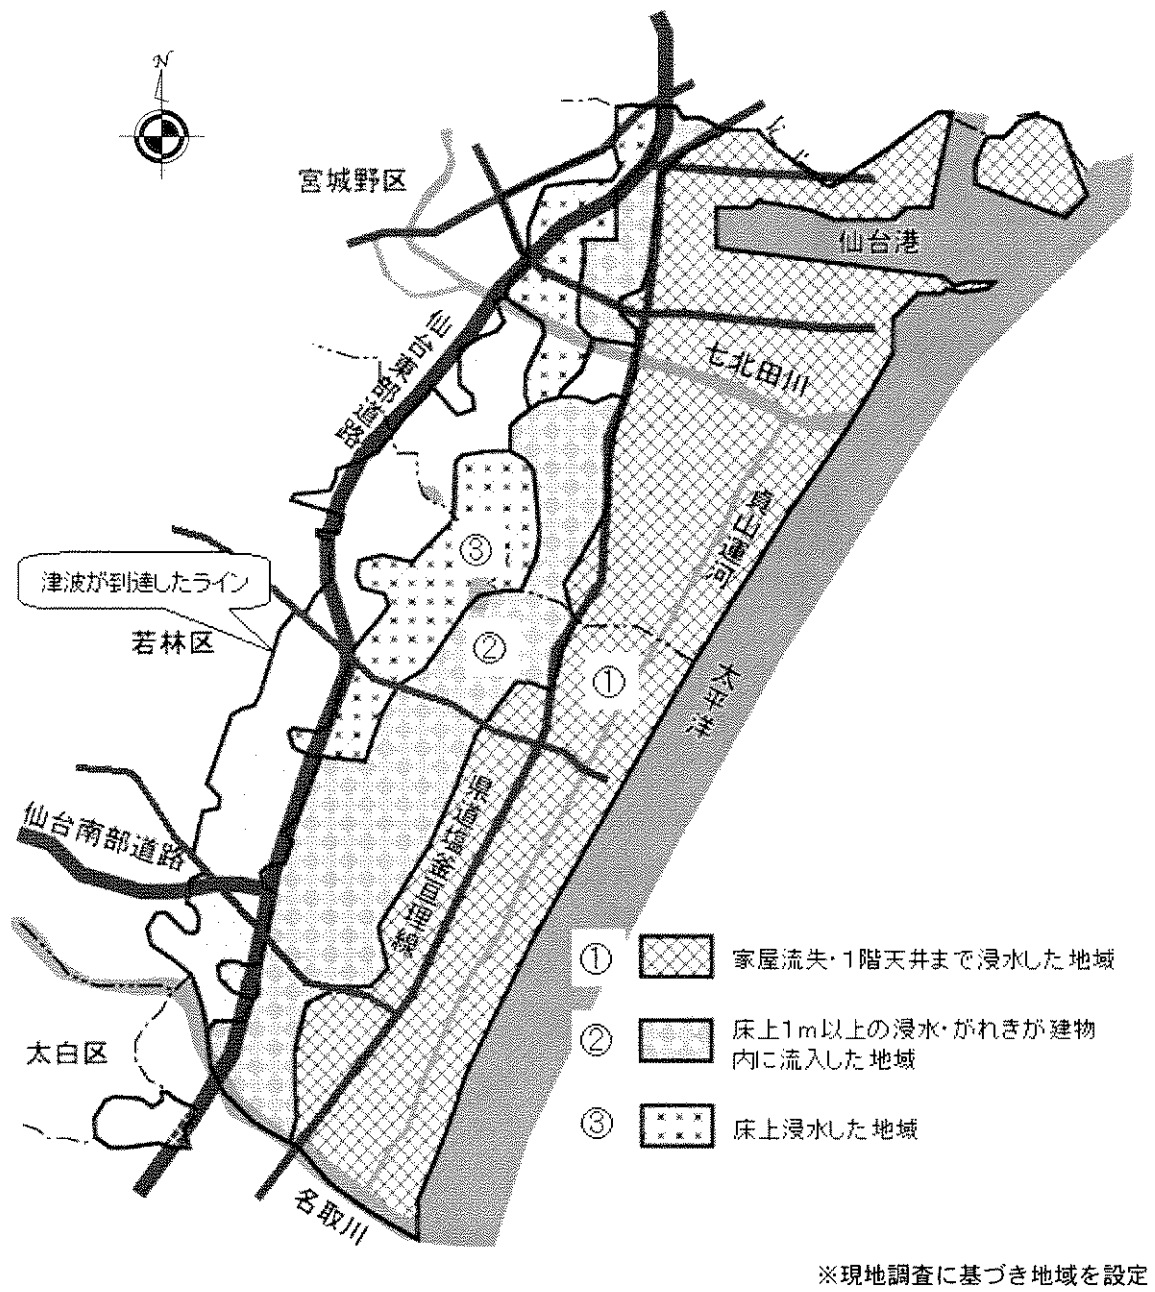 N
宮城野区
仙台港
仙台東部道路
七北田川
貞山運河
③
津波が到達したライン
若林区
②
①
太平洋
県道塩釜亘理線
仙台南部道路
① 家屋流失・1階天井まで浸水した地域
② 床上1m以上の浸水・がれきが建物
内に流入した地域
太白区
③ 床上浸水した地域
名取川
※現地調査に基づき地域を設定